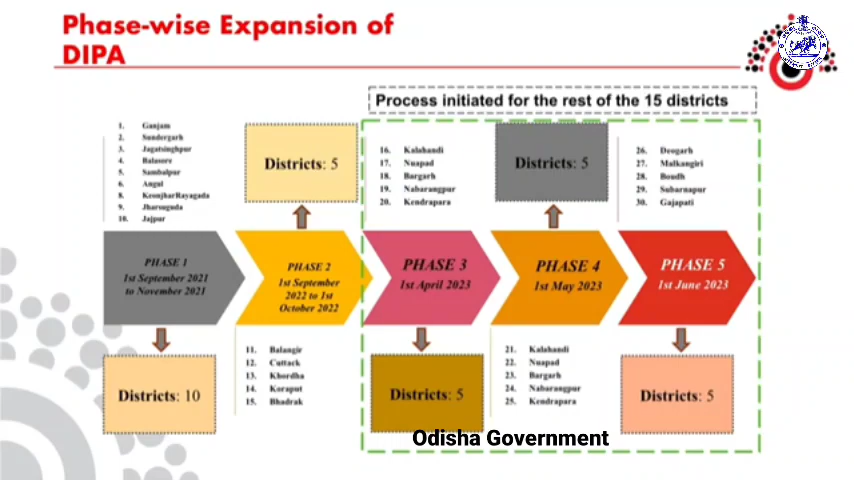 Phase-wise Expansion of
DIPA
Process initiated for the rest of the 15 districts
1. Ganjam
2. Sundergarh
3. Jagatsinghpur
4. Balasore
5. Sambalpur
6. Angul
8. KeonjharRayagada
9. Jharsuguda
10. Jajpur
Districts: 5
16. Kalahandi
17. Nuapad
18. Bargarh
19. Nabarangpur
20. Kendrapara
Districts: 5
26. Deogarh
27. Malkangiri
28. Boudh
29. Subarnapur
30. Gajapati
PHASE 1
1st September 2021
to November 2021
PHASE 2
1st September
2022 to 1st
October 2022
PHASE 3
1st April 2023
PHASE 4
1st May 2023
PHASE 5
1st June 2023
Districts: 10
11. Balangir
12. Cuttack
13. Khordha
14. Koraput
15. Bhadrak
Districts: 5
21. Kalahandi
22. Nuapad
23. Bargarh
24. Nabarangpur
25. Kendrapara
Districts: 5
Odisha Government